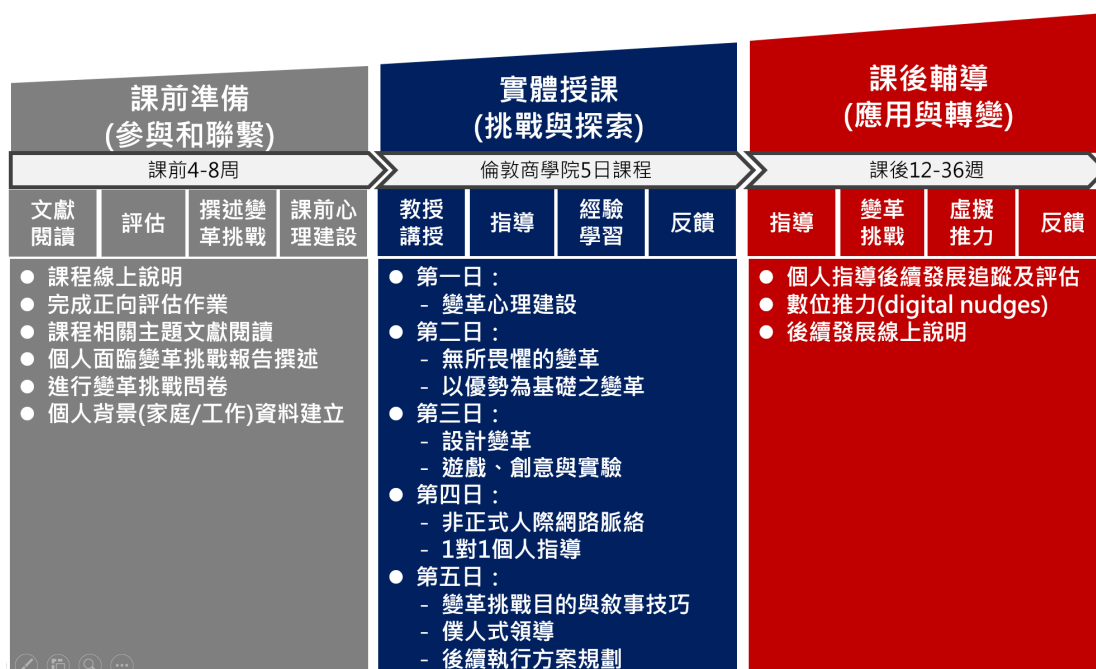 課前準備
(參與和聯繫)
課前4-8周
文獻
閱讀
評估
撰述變
革挑戰
課前心
理建設
● 課程線上說明
● 完成正向評估作業
● 課程相關主題文獻閱讀
● 個人面臨變革挑戰報告撰述
● 進行變革挑戰問卷
● 個人背景(家庭/工作)資料建立
實體授課
(挑戰與探索)
倫敦商學院5日課程
教授
講授
指導
經驗
學習
反饋
● 第一日：
- 變革心理建設
● 第二日：
- 無所畏懼的變革
- 以優勢為基礎之變革
● 第三日：
- 設計變革
- 遊戲、創意與實驗
● 第四日：
- 非正式人際網路脈絡
- 1對1個人指導
● 第五日：
- 變革挑戰目的與敘事技巧
- 僕人式領導
- 後續執行方案規劃
課後輔導
(應用與轉變)
課後12-36週
指導
變革
挑戰
虛擬
推力
反饋
● 個人指導後續發展追蹤及評估
● 數位推力(digital nudges)
● 後續發展線上說明